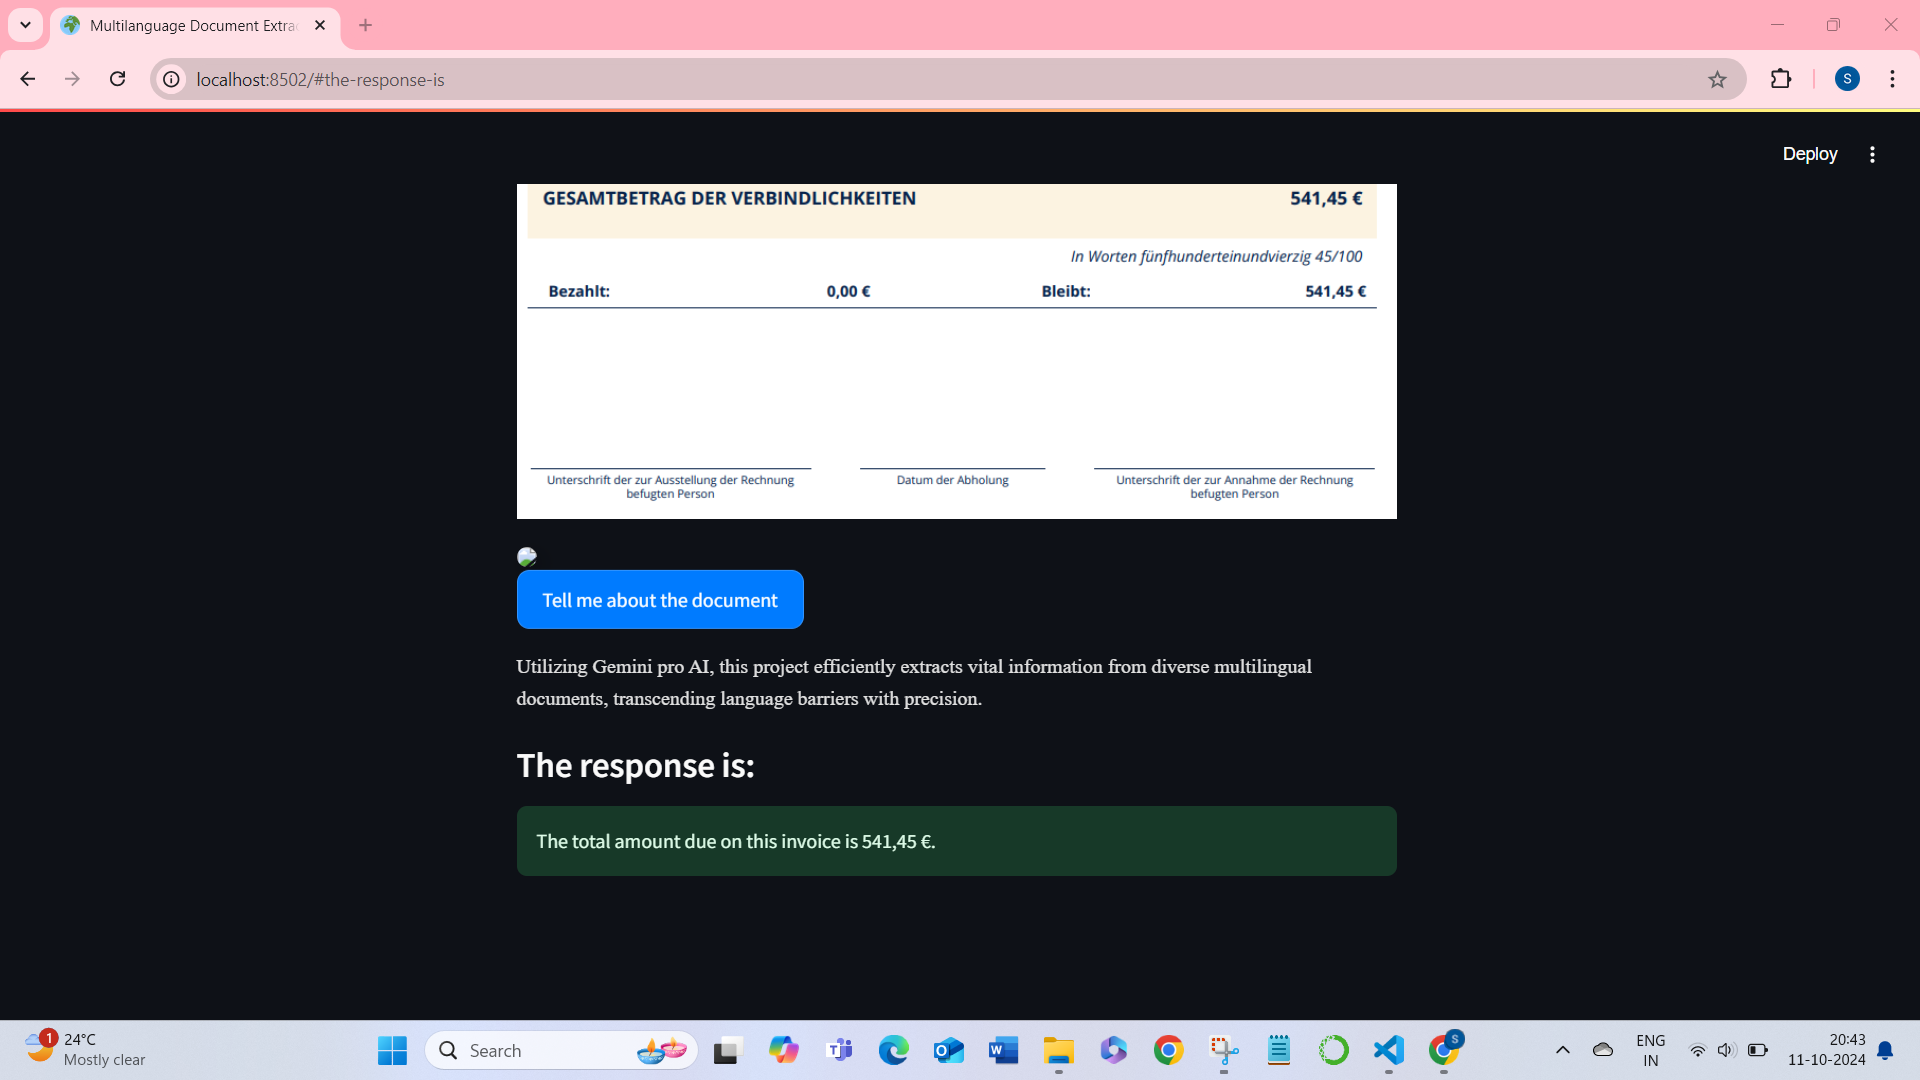 Multilanguage Document Extra
localhost:8502/#the-response-is
S
Deploy
GESAMTBETRAG DER VERBINDLICHKEITEN 541,45 €
In Worten fünfhunderteinundvierzig 45/100
Bezahlt: 0,00 € Bleibt: 541,45 €
Unterschrift der zur Ausstellung der Rechnung
befugten Person
Datum der Abholung
Unterschrift der zur Annahme der Rechnung
befugten Person
Tell me about the document
Utilizing Gemini pro AI, this project efficiently extracts vital information from diverse multilingual
documents, transcending language barriers with precision.
The response is:
The total amount due on this invoice is 541,45 €.
1
24°C
Mostly clear
Search
S
ENG
IN
20:43
11-10-2024